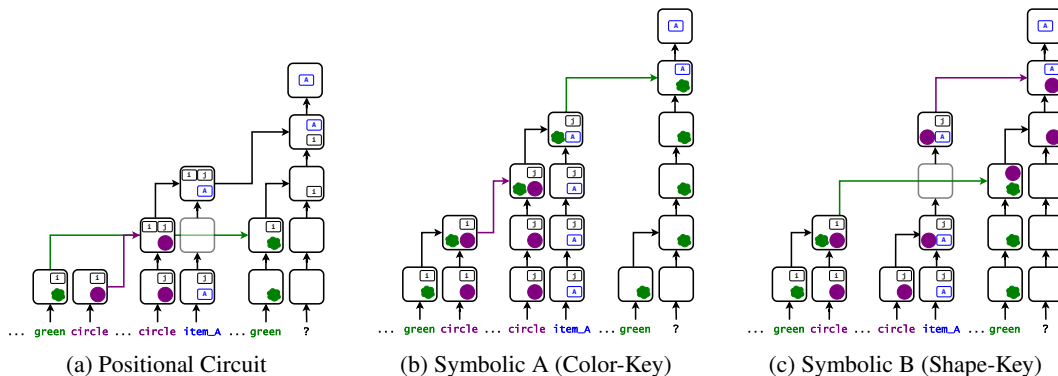 A
A
i
i j
A
i
i j
i
i
i
j
j
A
... green circle ... circle item_A ... green ?
(a) Positional Circuit
A
A
j
A
j
j
A
i
j
j
A
i
i
j
j
A
... green circle ... circle item_A ... green ?
(b) Symbolic A (Color-Key)
A
A
j
A
i
j
A
i
i
j
j
A
... green circle ... circle item_A ... green ?
(c) Symbolic B (Shape-Key)